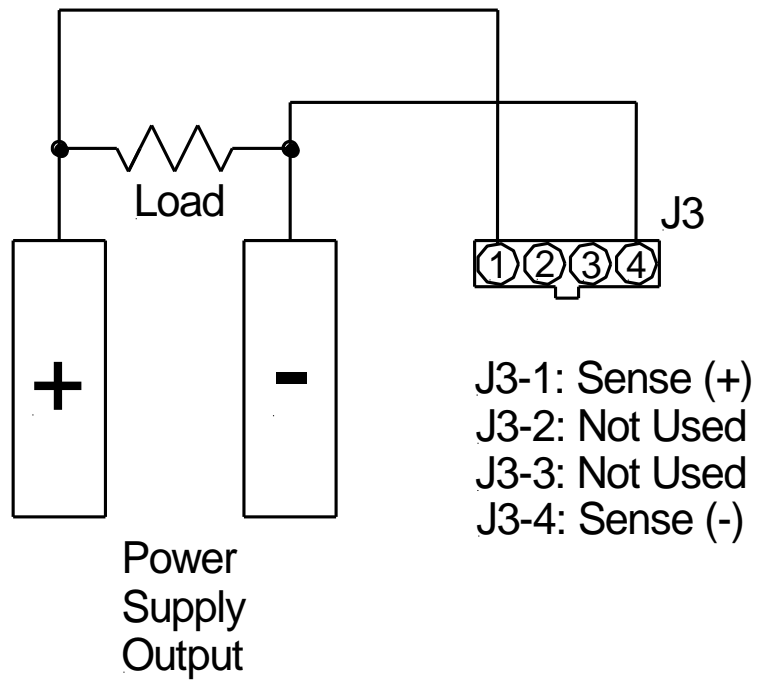 Load
J3
1 2 3 4
+ -
J3-1: Sense (+)
J3-2: Not Used
J3-3: Not Used
J3-4: Sense (-)
Power
Supply
Output